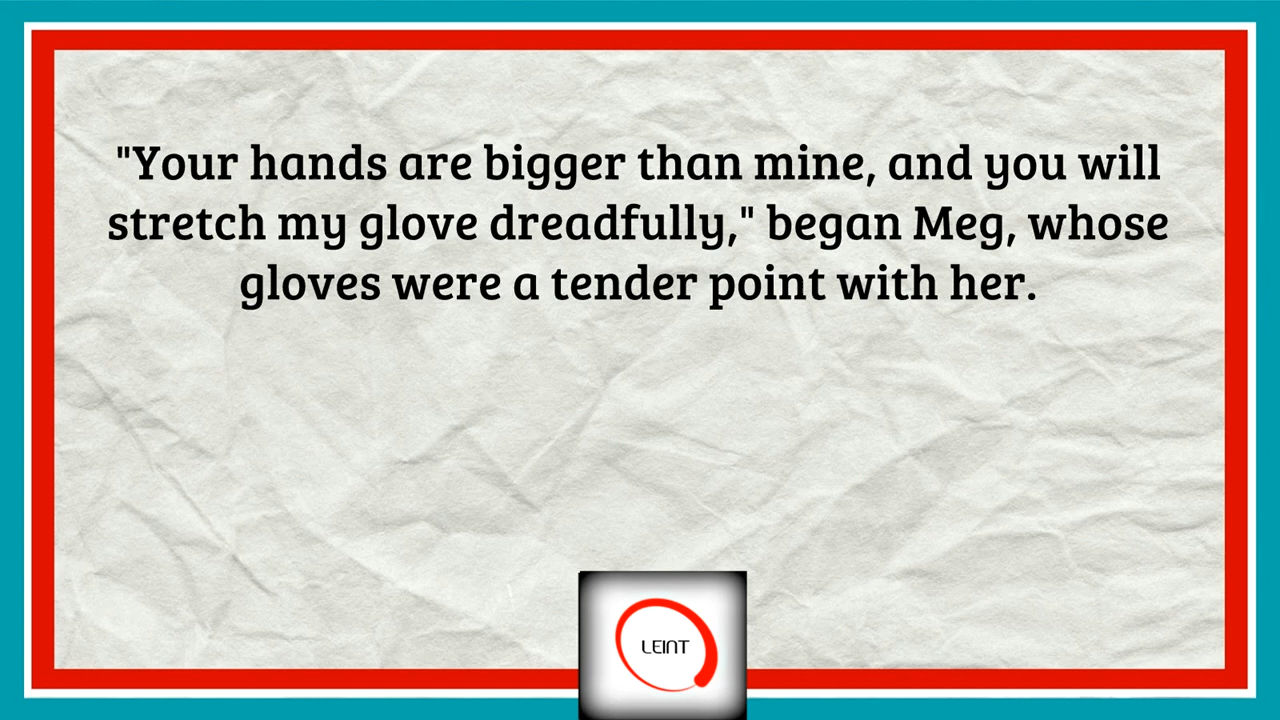 "Your hands are bigger than mine, and you will
stretch my glove dreadfully," began Meg, whose
gloves were a tender point with her.
LEINT